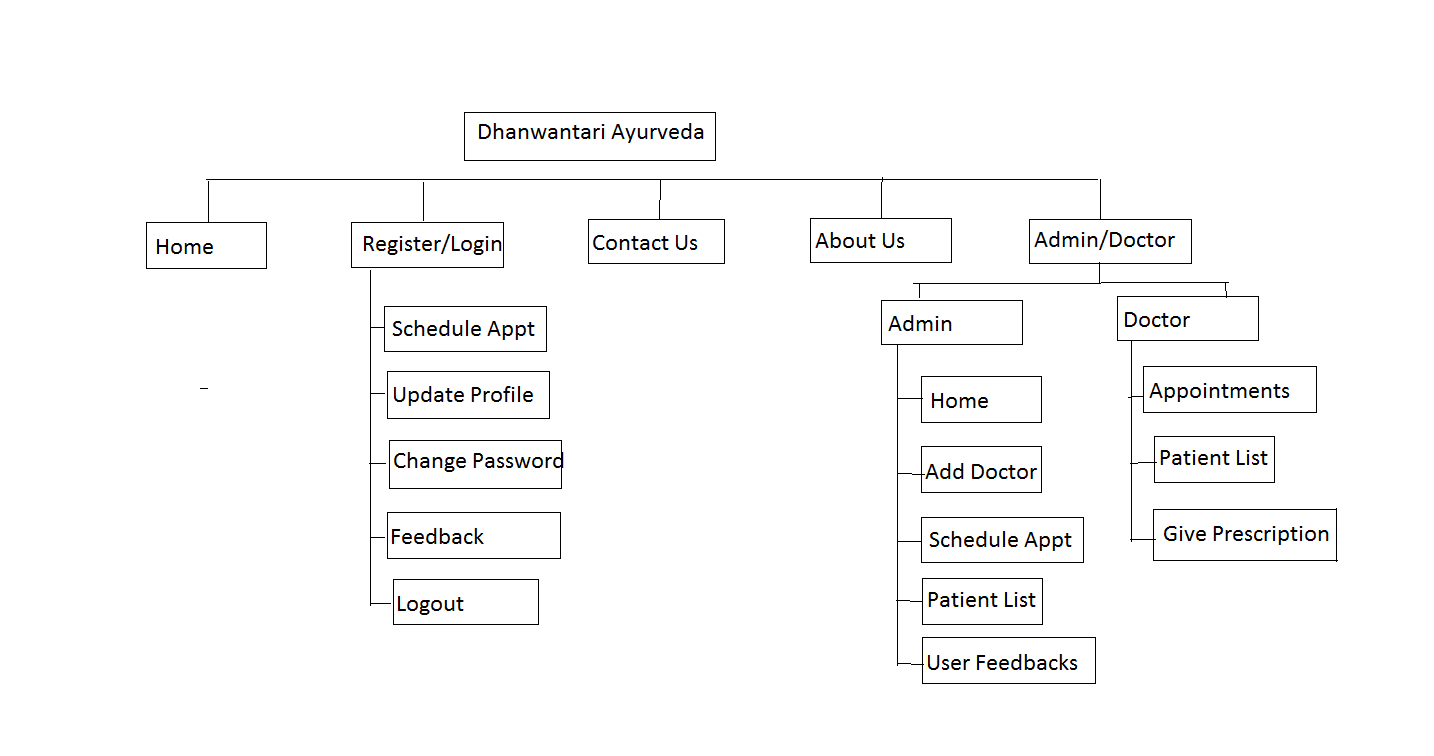 Dhanwantari Ayurveda
Home
Register/Login
Contact Us
About Us
Admin/Doctor
Schedule Appt
Update Profile
Change Password
Feedback
Logout
Admin
Home
Add Doctor
Schedule Appt
Patient List
User Feedbacks
Doctor
Appointments
Patient List
Give Prescription